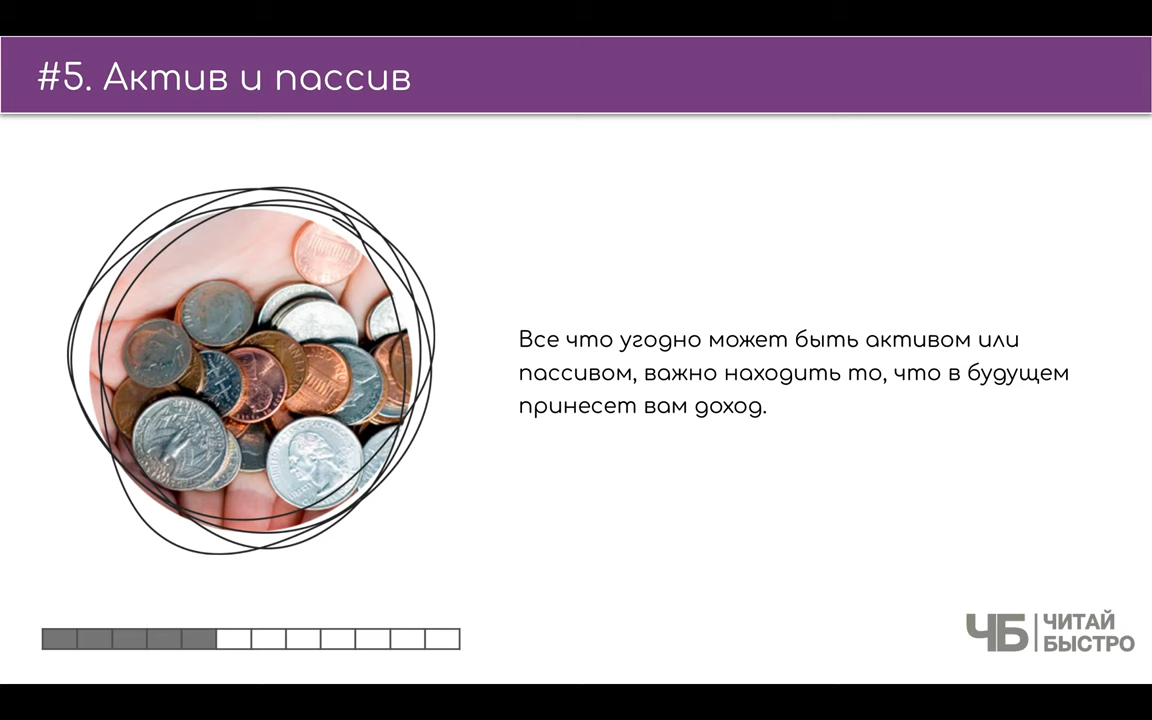 #5. Актив и пассив
Все что угодно может быть активом или
пассивом, важно находить то, что в будущем
принесет вам доход.
ЧБ
ЧИТАЙ
БЫСТРО